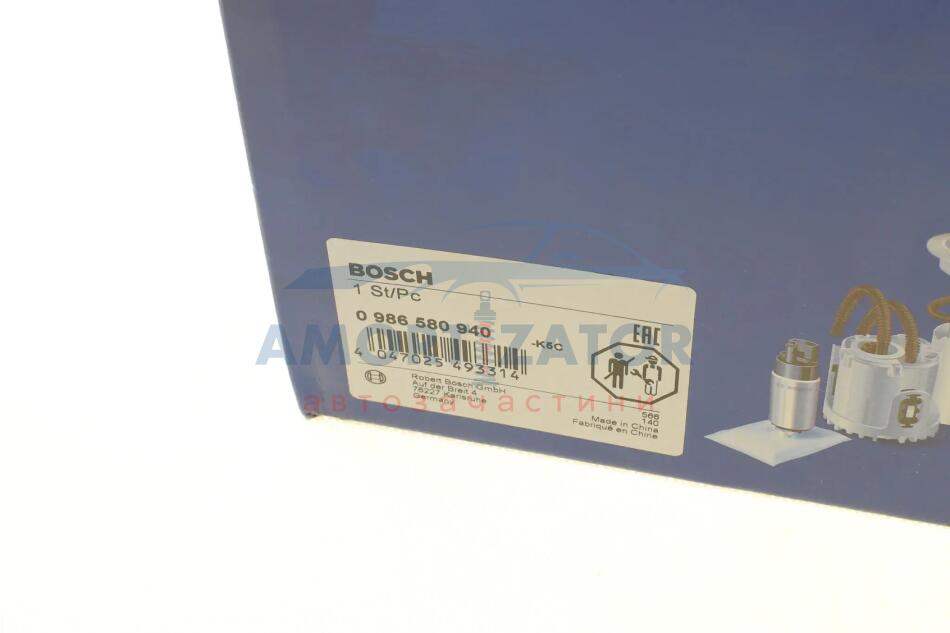 BOSCH
1 St/Pc
0 986 580 940
-K5C
EAC
4 047025 493314
Robert Bosch GmbH
Auf der Breit 4
76227 Karlsruhe
Germany
566
140
Made in China
Fabriqué en Chine
AMORTIZATOR
автозапчастини